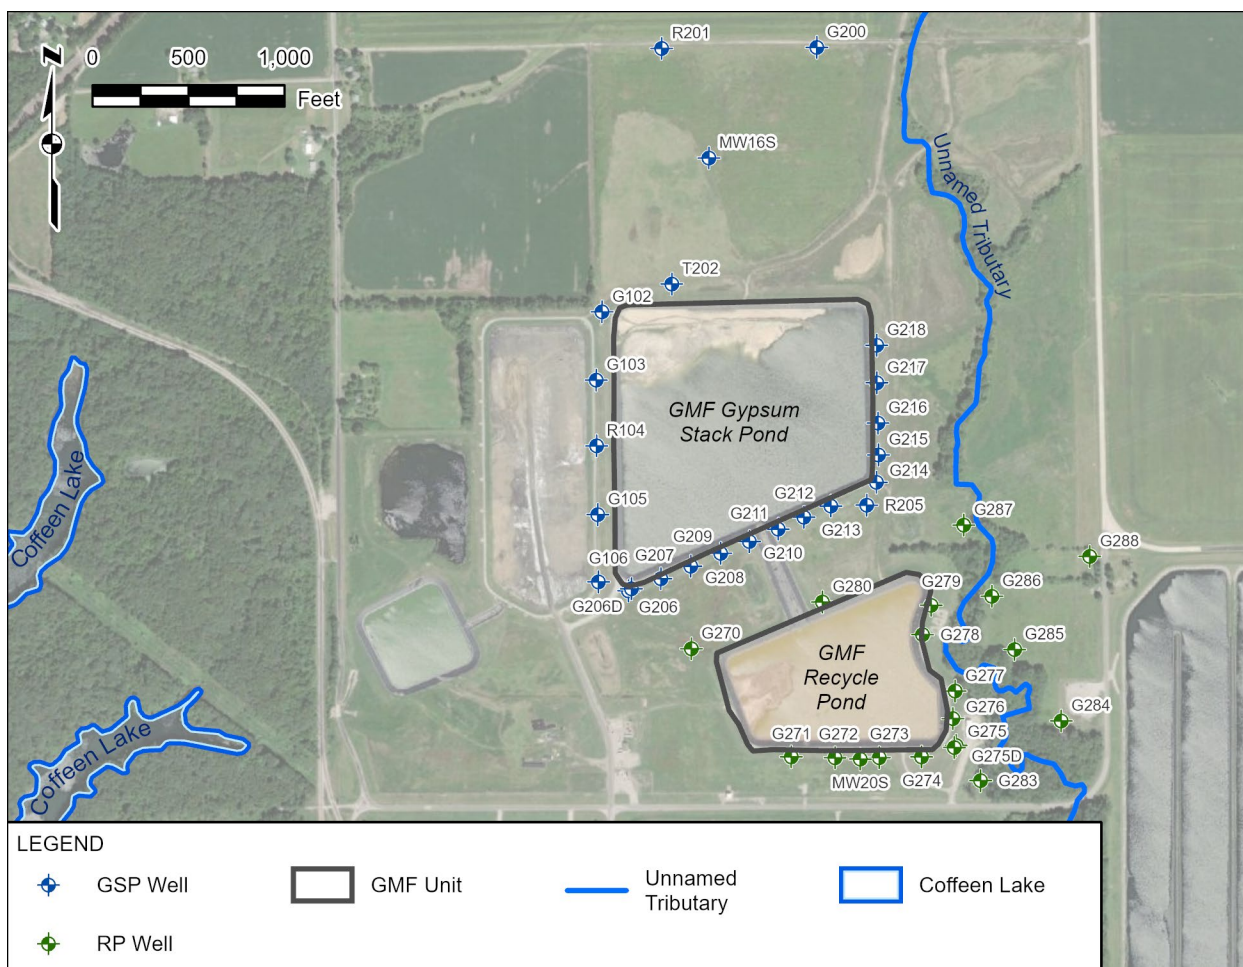 R201
G200
N
0
500
1,000
Feet
MW16S
Unnamed Tributary
T202
G102
G218
G103
G217
GMF Gypsum
Stack Pond
G216
R104
G215
G214
G212
G105
R205
G211
G213
G287
G209
G210
G288
G106
G207
G208
G206D
G206
G280
G279
G286
G270
G278
G285
GMF
Recycle
Pond
G277
G276
G284
G271
G272
G273
G275
G275D
MW20S
G274
G283
Coffeen Lake
Coffeen Lake
LEGEND
GSP Well
GMF Unit
Unnamed
Tributary
Coffeen Lake
RP Well